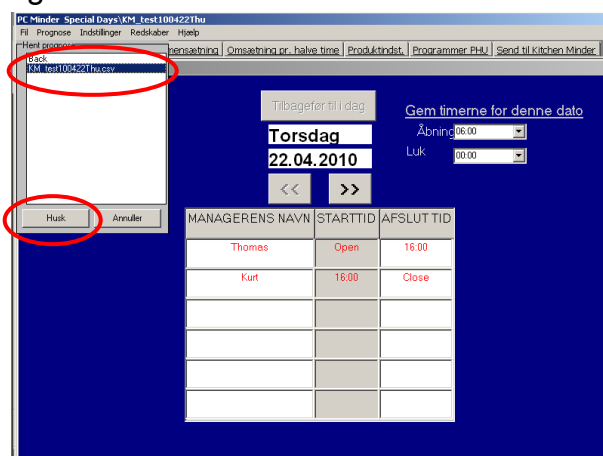 PC Minder Special Days\KM_test100422Thu
Fil Prognose Indstillinger Redskaber Hjælp
Hent prognose
mensætning Omsætning pr. halve time Produktindst. Programmer PHU Send til Kitchen Minder
Back
KM_test100422Thu.csv
Tilbagefør til i dag
Gem timerne for denne dato
Torsdag
Åbning 06:00
22.04.2010
Luk 00:00
<< >>
Husk Annuller
MANAGERENS NAVN STARTTID AFSLUT TID
Thomas Open 16:00
Kurt 16:00 Close